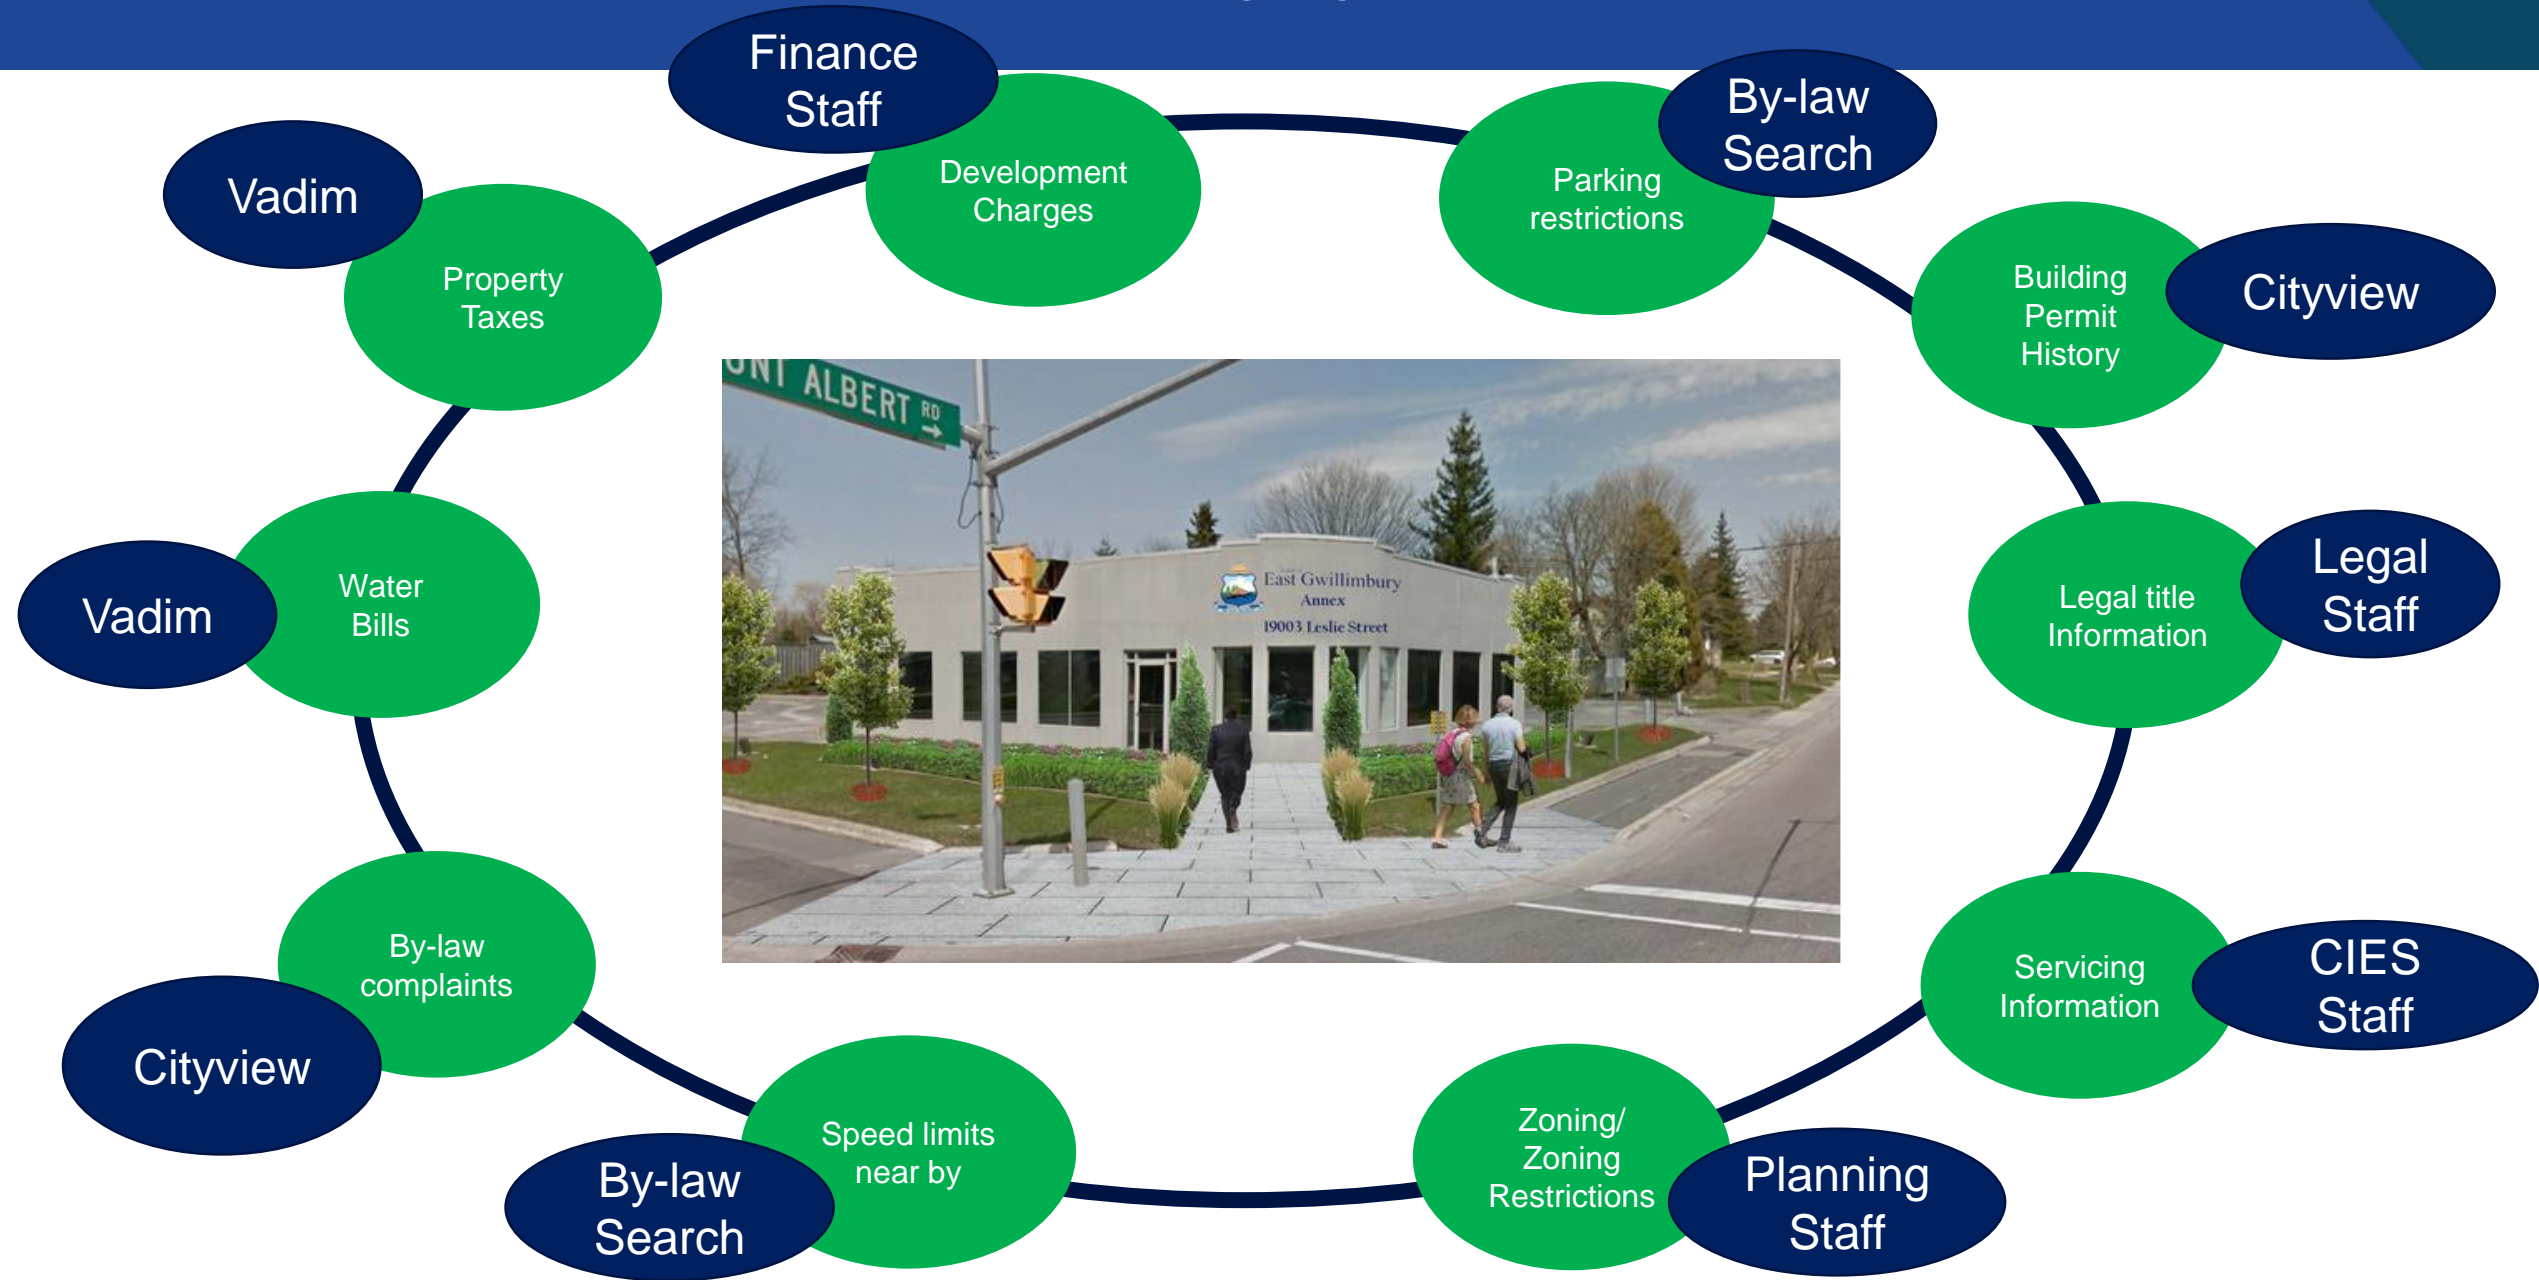 Finance
Staff
By-law
Search
Vadim
Development
Charges
Parking
restrictions
Property
Taxes
Building
Permit
History
Cityview
ALBERT RD
East Gwillimbury
Annex
19003 Leslie Street
Water
Bills
Vadim
Legal title
Information
Legal
Staff
By-law
complaints
Cityview
Servicing
Information
CIES
Staff
Speed limits
near by
By-law
Search
Zoning/
Zoning
Restrictions
Planning
Staff